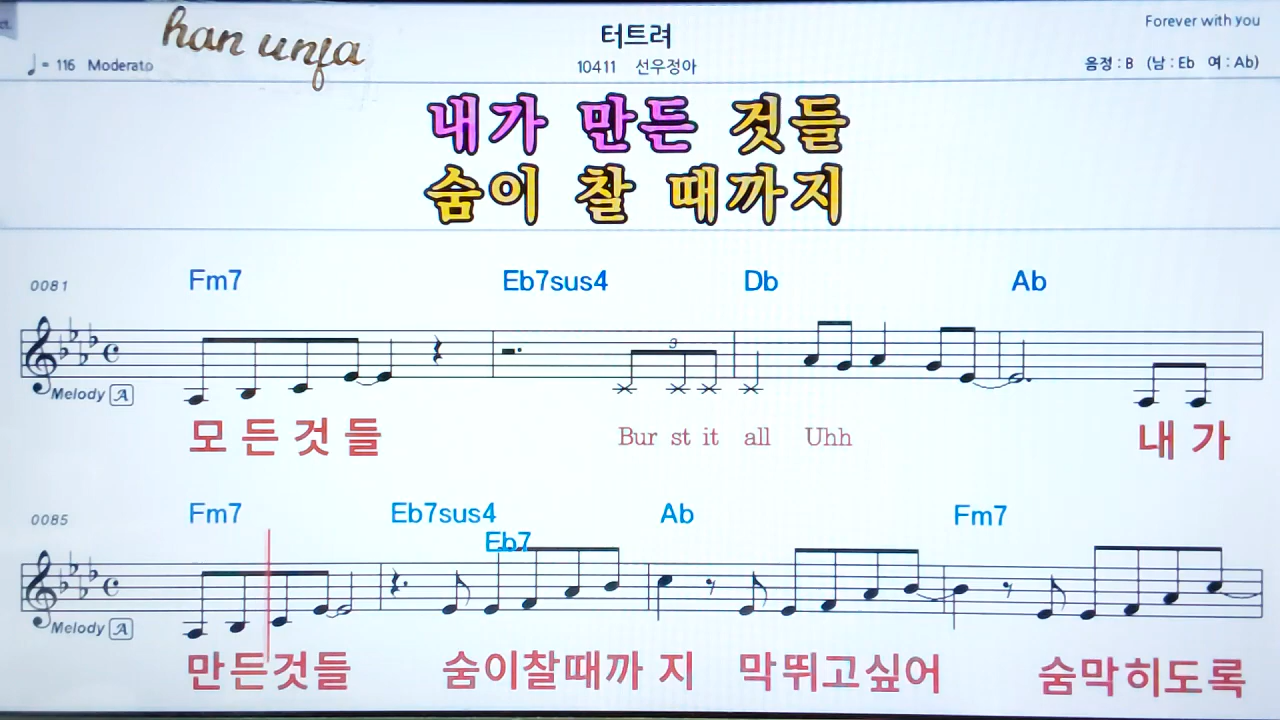 han unfa
터트려
Forever with you
♩= 116 Moderato
10411 선우정아
음정 : B (남 : Eb 여 : Ab)
내가 만든 것들
숨이 찰 때까지
0081 Fm7 Eb7sus4 Db Ab
3
Melody A
모 든 것 들 Bur st it all Uhh 내 가
0085 Fm7 Eb7sus4 Ab Fm7
Eb7
Melody A
만든것들 숨이찰때까 지 막뛰고싶어 숨막히도록